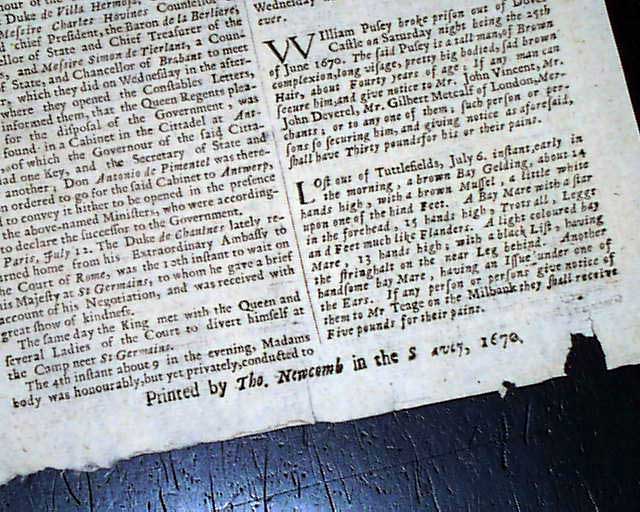 Duke de Villa Hermosa,
Messire Charles Hovines Counsellor
chief President, the Baron de la Berliere,
ellor of State and Chief Treasurer of the
s, and Messire Simon de Tierlant, a Coun-
f State, and Chancellor of Brabant to meet
r, which they did on Wednesday in the after-
where they opened the Constables Letters,
informed them, that the Queen Regents plea-
for the disposal of the Government, was
found in a Cabinet in the Cittadel at Ant-
, of which the Governour of the said Citta-
ad one Key, and the Secretary of State and
another, Don Antonio de Pimentel was there-
ordered to go for the said Cabinet to Antwerp,
to convey it hither to be opened in the presence
the above-named Ministers, who were according-
to declare the successor to the Government.
Paris, July 12. The Duke de Chaulnes lately re-
urned home from his Extraordinary Ambassy to
he Court of Rome, was the 10th instant to wait on
is Majesty at St Germains, to whom he gave a brief
account of his Negotiation, and was received with
great show of kindness.
The same day the King met with the Queen and
several Ladies of the Court to divert himself at
the Camp neer St Germains.
The 4th instant about 9 in the evening, Madams
body was honourably, but yet privately, conducted to
Wednesday
ever.
William Pusey broke prison out of Dover
Castle on Saturday night being the 25th
of June 1670. The said Pusey is a tall man, of Brown
complexion, long visage, pretty big bodied, sad brown
Hair, about Fourty years of age: If any man can
secure him, and give notice to Mr. John Vincent, Mr.
John Deverel, Mr. Gilbert Metcalf of London, Mer-
chants, or to any one of them, such person or per-
sons so securing him, and giving notice as aforesaid,
shall have Thirty pounds for his or their pains.
Lost out of Tuttlefields, July 6. instant, early in
the morning, a brown Bay Gelding, about 14
hands high, with a brown Mussel, a little white
upon one of the hind Feet. A Bay Mare with a star
in the forehead, 15 hands high, Trots all, Leggs
and Feet much like Flanders. A light coloured bay
Mare, 13 hands high, with a black List, having
the stringhalt on the near Leg behind. Another
handsome bay Mare, having an Issue under one of
the Ears. If any person or persons give notice of
them to Mr Teage on the Milbank they shall receive
Five pounds for their pains.
Printed by Tho. Newcomb in the S avoy, 1670.